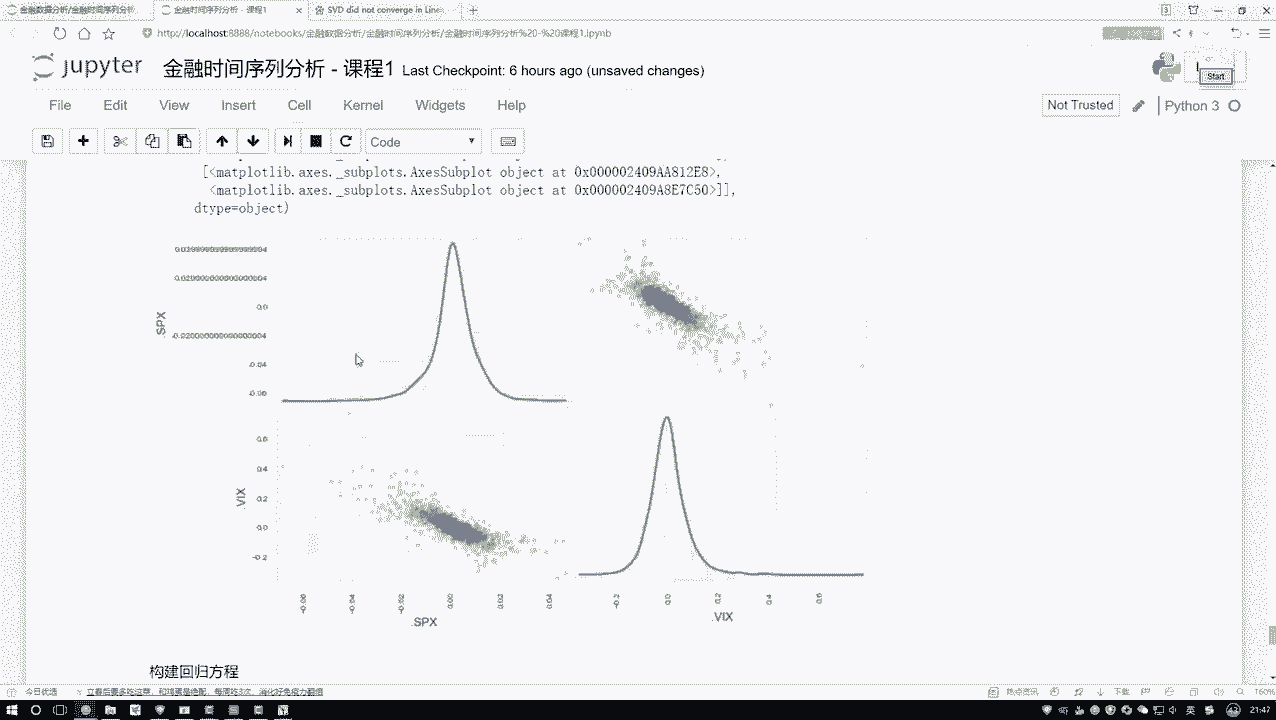 金融数据分析/金融时间序列分析
金融时间序列分析 - 课程1
SVD did not converge in Line
http://localhost:8888/notebooks/金融数据分析/金融时间序列分析/金融时间序列分析%20-%20课程1.ipynb
jupyter 金融时间序列分析 - 课程1 Last Checkpoint: 6 hours ago (unsaved changes)
Start
File Edit View Insert Cell Kernel Widgets Help
Not Trusted
Python 3
Code
[<matplotlib.axes._subplots.AxesSubplot object at 0x000002409AA812E8>,
<matplotlib.axes._subplots.AxesSubplot object at 0x000002409A8E7C50>]],
dtype=object)
0.0
-0.04
-0.06
.SPX
0.6
0.4
0.2
0.0
-0.2
.VIX
-0.06 -0.04 -0.02 0.00 0.02 0.04
.SPX
-0.2 0.0 0.2 0.4 0.6
.VIX
构建回归方程
今日优选
热点资讯
下载
160%
英
21:47